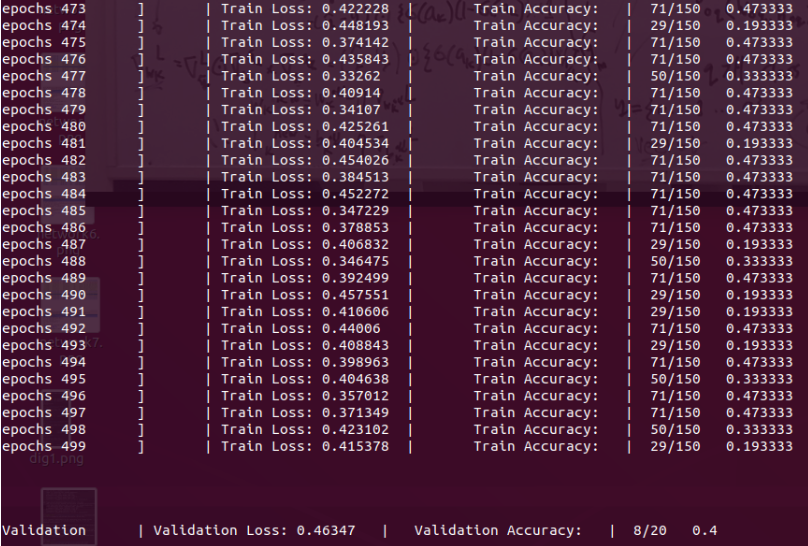 epochs 473 ] | Train Loss: 0.422228 | Train Accuracy: | 71/150 0.473333
epochs 474 ] | Train Loss: 0.448193 | Train Accuracy: | 29/150 0.193333
epochs 475 ] | Train Loss: 0.374142 | Train Accuracy: | 71/150 0.473333
epochs 476 ] | Train Loss: 0.435843 | Train Accuracy: | 71/150 0.473333
epochs 477 ] | Train Loss: 0.33262 | Train Accuracy: | 50/150 0.333333
epochs 478 ] | Train Loss: 0.40914 | Train Accuracy: | 71/150 0.473333
epochs 479 ] | Train Loss: 0.34107 | Train Accuracy: | 71/150 0.473333
epochs 480 ] | Train Loss: 0.425261 | Train Accuracy: | 71/150 0.473333
epochs 481 ] | Train Loss: 0.404534 | Train Accuracy: | 29/150 0.193333
epochs 482 ] | Train Loss: 0.454026 | Train Accuracy: | 71/150 0.473333
epochs 483 ] | Train Loss: 0.384513 | Train Accuracy: | 71/150 0.473333
epochs 484 ] | Train Loss: 0.452272 | Train Accuracy: | 71/150 0.473333
epochs 485 ] | Train Loss: 0.347229 | Train Accuracy: | 71/150 0.473333
epochs 486 ] | Train Loss: 0.378853 | Train Accuracy: | 71/150 0.473333
epochs 487 ] | Train Loss: 0.406832 | Train Accuracy: | 29/150 0.193333
epochs 488 ] | Train Loss: 0.346475 | Train Accuracy: | 50/150 0.333333
epochs 489 ] | Train Loss: 0.392499 | Train Accuracy: | 71/150 0.473333
epochs 490 ] | Train Loss: 0.457551 | Train Accuracy: | 29/150 0.193333
epochs 491 ] | Train Loss: 0.410606 | Train Accuracy: | 29/150 0.193333
epochs 492 ] | Train Loss: 0.44006 | Train Accuracy: | 71/150 0.473333
epochs 493 ] | Train Loss: 0.408843 | Train Accuracy: | 29/150 0.193333
epochs 494 ] | Train Loss: 0.398963 | Train Accuracy: | 71/150 0.473333
epochs 495 ] | Train Loss: 0.404638 | Train Accuracy: | 50/150 0.333333
epochs 496 ] | Train Loss: 0.357012 | Train Accuracy: | 71/150 0.473333
epochs 497 ] | Train Loss: 0.371349 | Train Accuracy: | 71/150 0.473333
epochs 498 ] | Train Loss: 0.423102 | Train Accuracy: | 50/150 0.333333
epochs 499 ] | Train Loss: 0.415378 | Train Accuracy: | 29/150 0.193333
dig1.png
Validation | Validation Loss: 0.46347 | Validation Accuracy: | 8/20 0.4